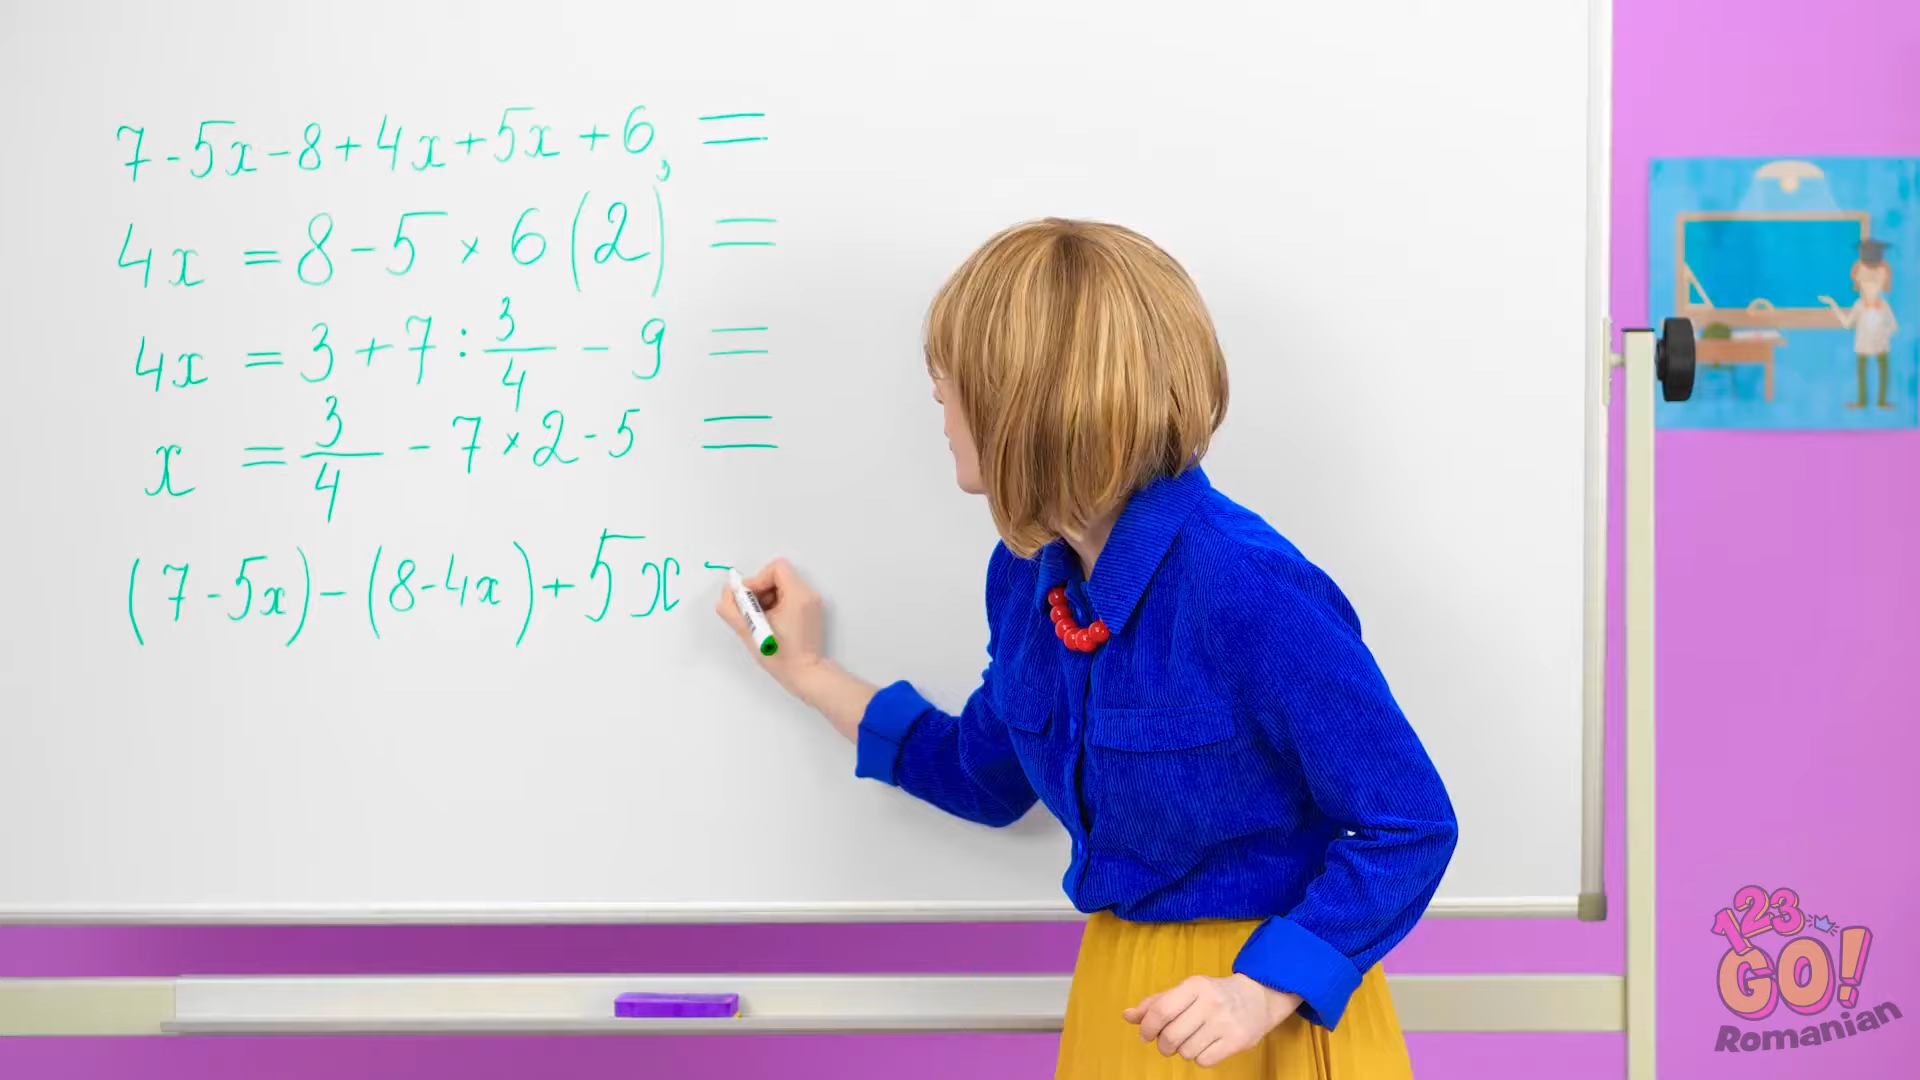 7-5x-8+4x+5x+6, =
4x = 8-5×6(2) =
4x = 3+7:3/4-9 =
x = 3/4-7×2-5 =
(7-5x)-(8-4x)+5x -
123
GO!
Romanian